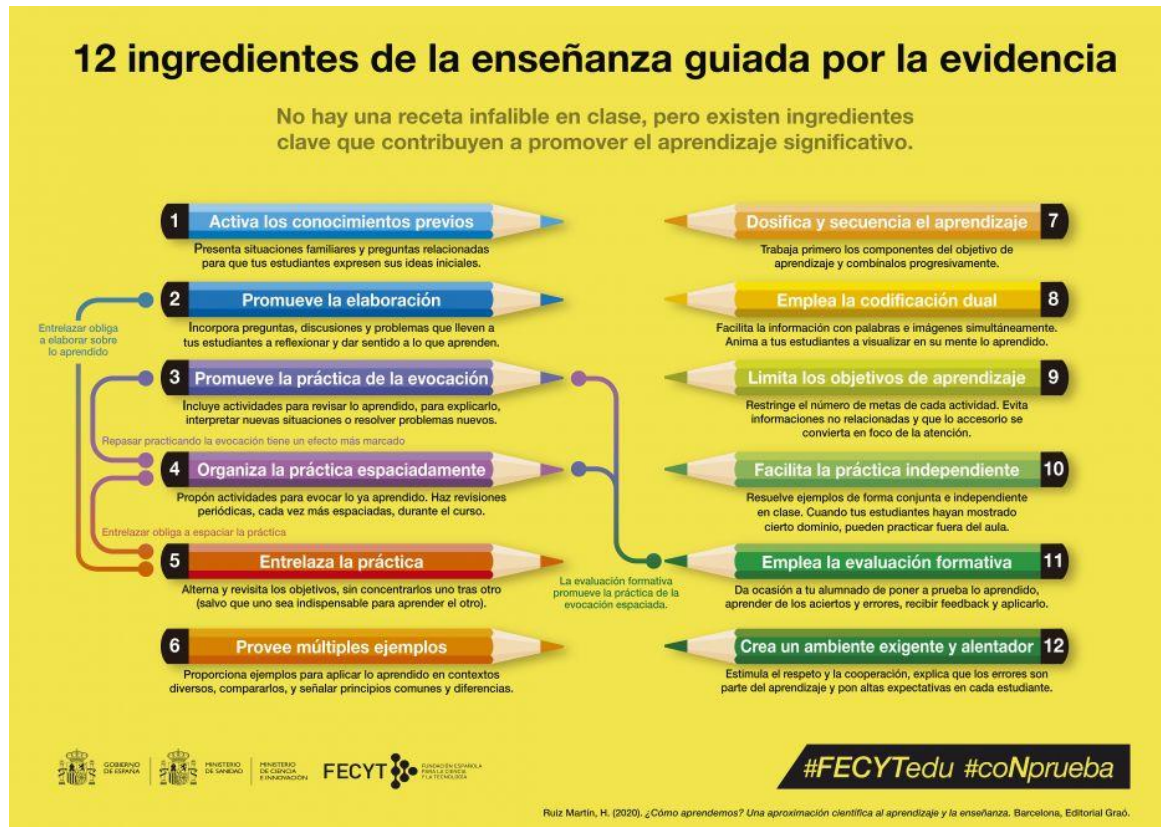 12 ingredientes de la enseñanza guiada por la evidencia
No hay una receta infalible en clase, pero existen ingredientes
clave que contribuyen a promover el aprendizaje significativo.
1 Activa los conocimientos previos
Presenta situaciones familiares y preguntas relacionadas
para que tus estudiantes expresen sus ideas iniciales.
2 Promueve la elaboración
Incorpora preguntas, discusiones y problemas que lleven a
tus estudiantes a reflexionar y dar sentido a lo que aprenden.
Entrelazar obliga
a elaborar sobre
lo aprendido
3 Promueve la práctica de la evocación
Incluye actividades para revisar lo aprendido, para explicarlo,
interpretar nuevas situaciones o resolver problemas nuevos.
Repasar practicando la evocación tiene un efecto más marcado
4 Organiza la práctica espaciadamente
Propón actividades para evocar lo ya aprendido. Haz revisiones
periódicas, cada vez más espaciadas, durante el curso.
Entrelazar obliga a espaciar la práctica
5 Entrelaza la práctica
Alterna y revisita los objetivos, sin concentrarlos uno tras otro
(salvo que uno sea indispensable para aprender el otro).
6 Provee múltiples ejemplos
Proporciona ejemplos para aplicar lo aprendido en contextos
diversos, compararlos, y señalar principios comunes y diferencias.
Dosifica y secuencia el aprendizaje 7
Trabaja primero los componentes del objetivo de
aprendizaje y combínalos progresivamente.
Emplea la codificación dual 8
Facilita la información con palabras e imágenes simultáneamente.
Anima a tus estudiantes a visualizar en su mente lo aprendido.
Limita los objetivos de aprendizaje 9
Restringe el número de metas de cada actividad. Evita
informaciones no relacionadas y que lo accesorio se
convierta en foco de la atención.
Facilita la práctica independiente 10
Resuelve ejemplos de forma conjunta e independiente
en clase. Cuando tus estudiantes hayan mostrado
cierto dominio, pueden practicar fuera del aula.
Emplea la evaluación formativa 11
Da ocasión a tu alumnado de poner a prueba lo aprendido,
aprender de los aciertos y errores, recibir feedback y aplicarlo.
La evaluación formativa
promueve la práctica de la
evocación espaciada.
Crea un ambiente exigente y alentador 12
Estimula el respeto y la cooperación, explica que los errores son
parte del aprendizaje y pon altas expectativas en cada estudiante.
GOBIERNO
DE ESPAÑA
MINISTERIO
DE SANIDAD
MINISTERIO
DE CIENCIA
E INNOVACIÓN
FECYT
FUNDACIÓN ESPAÑOLA
PARA LA CIENCIA
Y LA TECNOLOGÍA
#FECYTedu #coNprueba
Ruiz Martín, H. (2020). ¿Cómo aprendemos? Una aproximación científica al aprendizaje y la enseñanza. Barcelona, Editorial Graó.